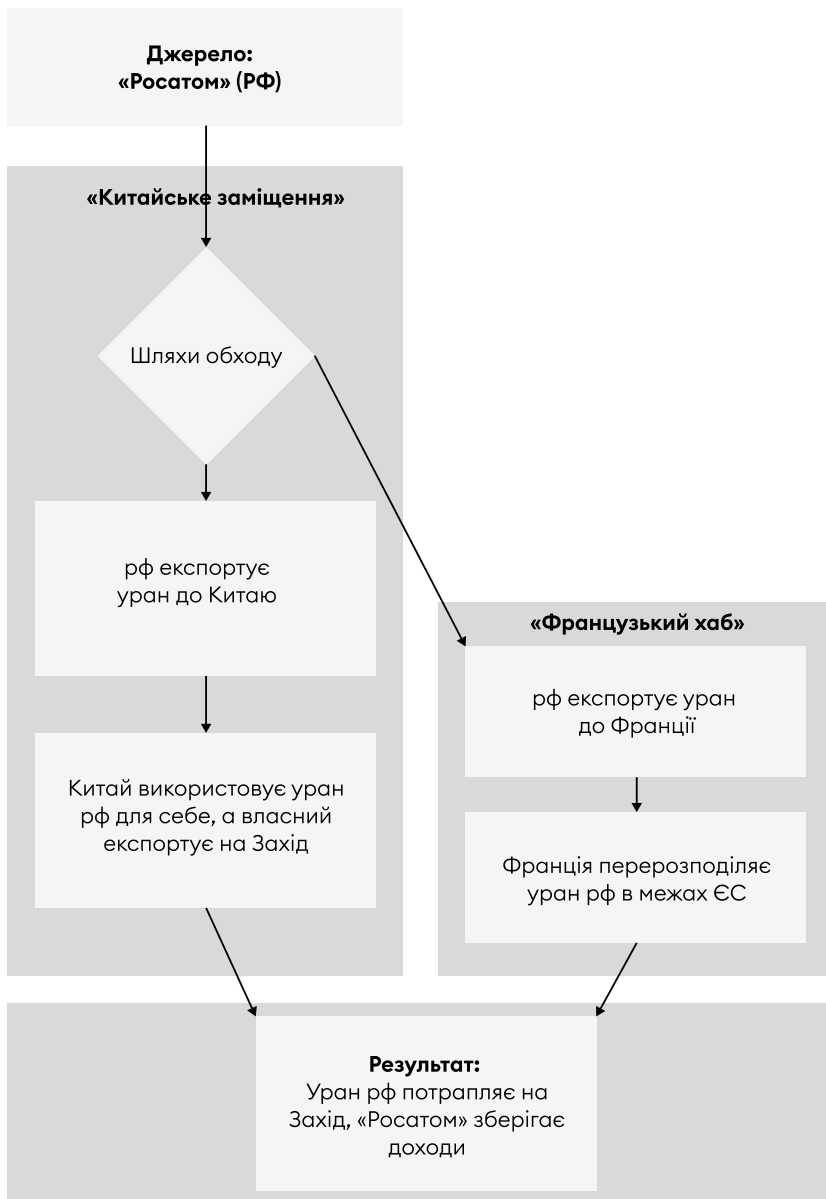 Джерело:
«Росатом» (РФ)
«Китайське заміщення»
Шляхи обходу
рф експортує
уран до Китаю
Китай використовує уран
рф для себе, а власний
експортує на Захід
«Французький хаб»
рф експортує уран
до Франції
Франція перерозподіляє
уран рф в межах ЄС
Результат:
Уран рф потрапляє на
Захід, «Росатом» зберігає
доходи